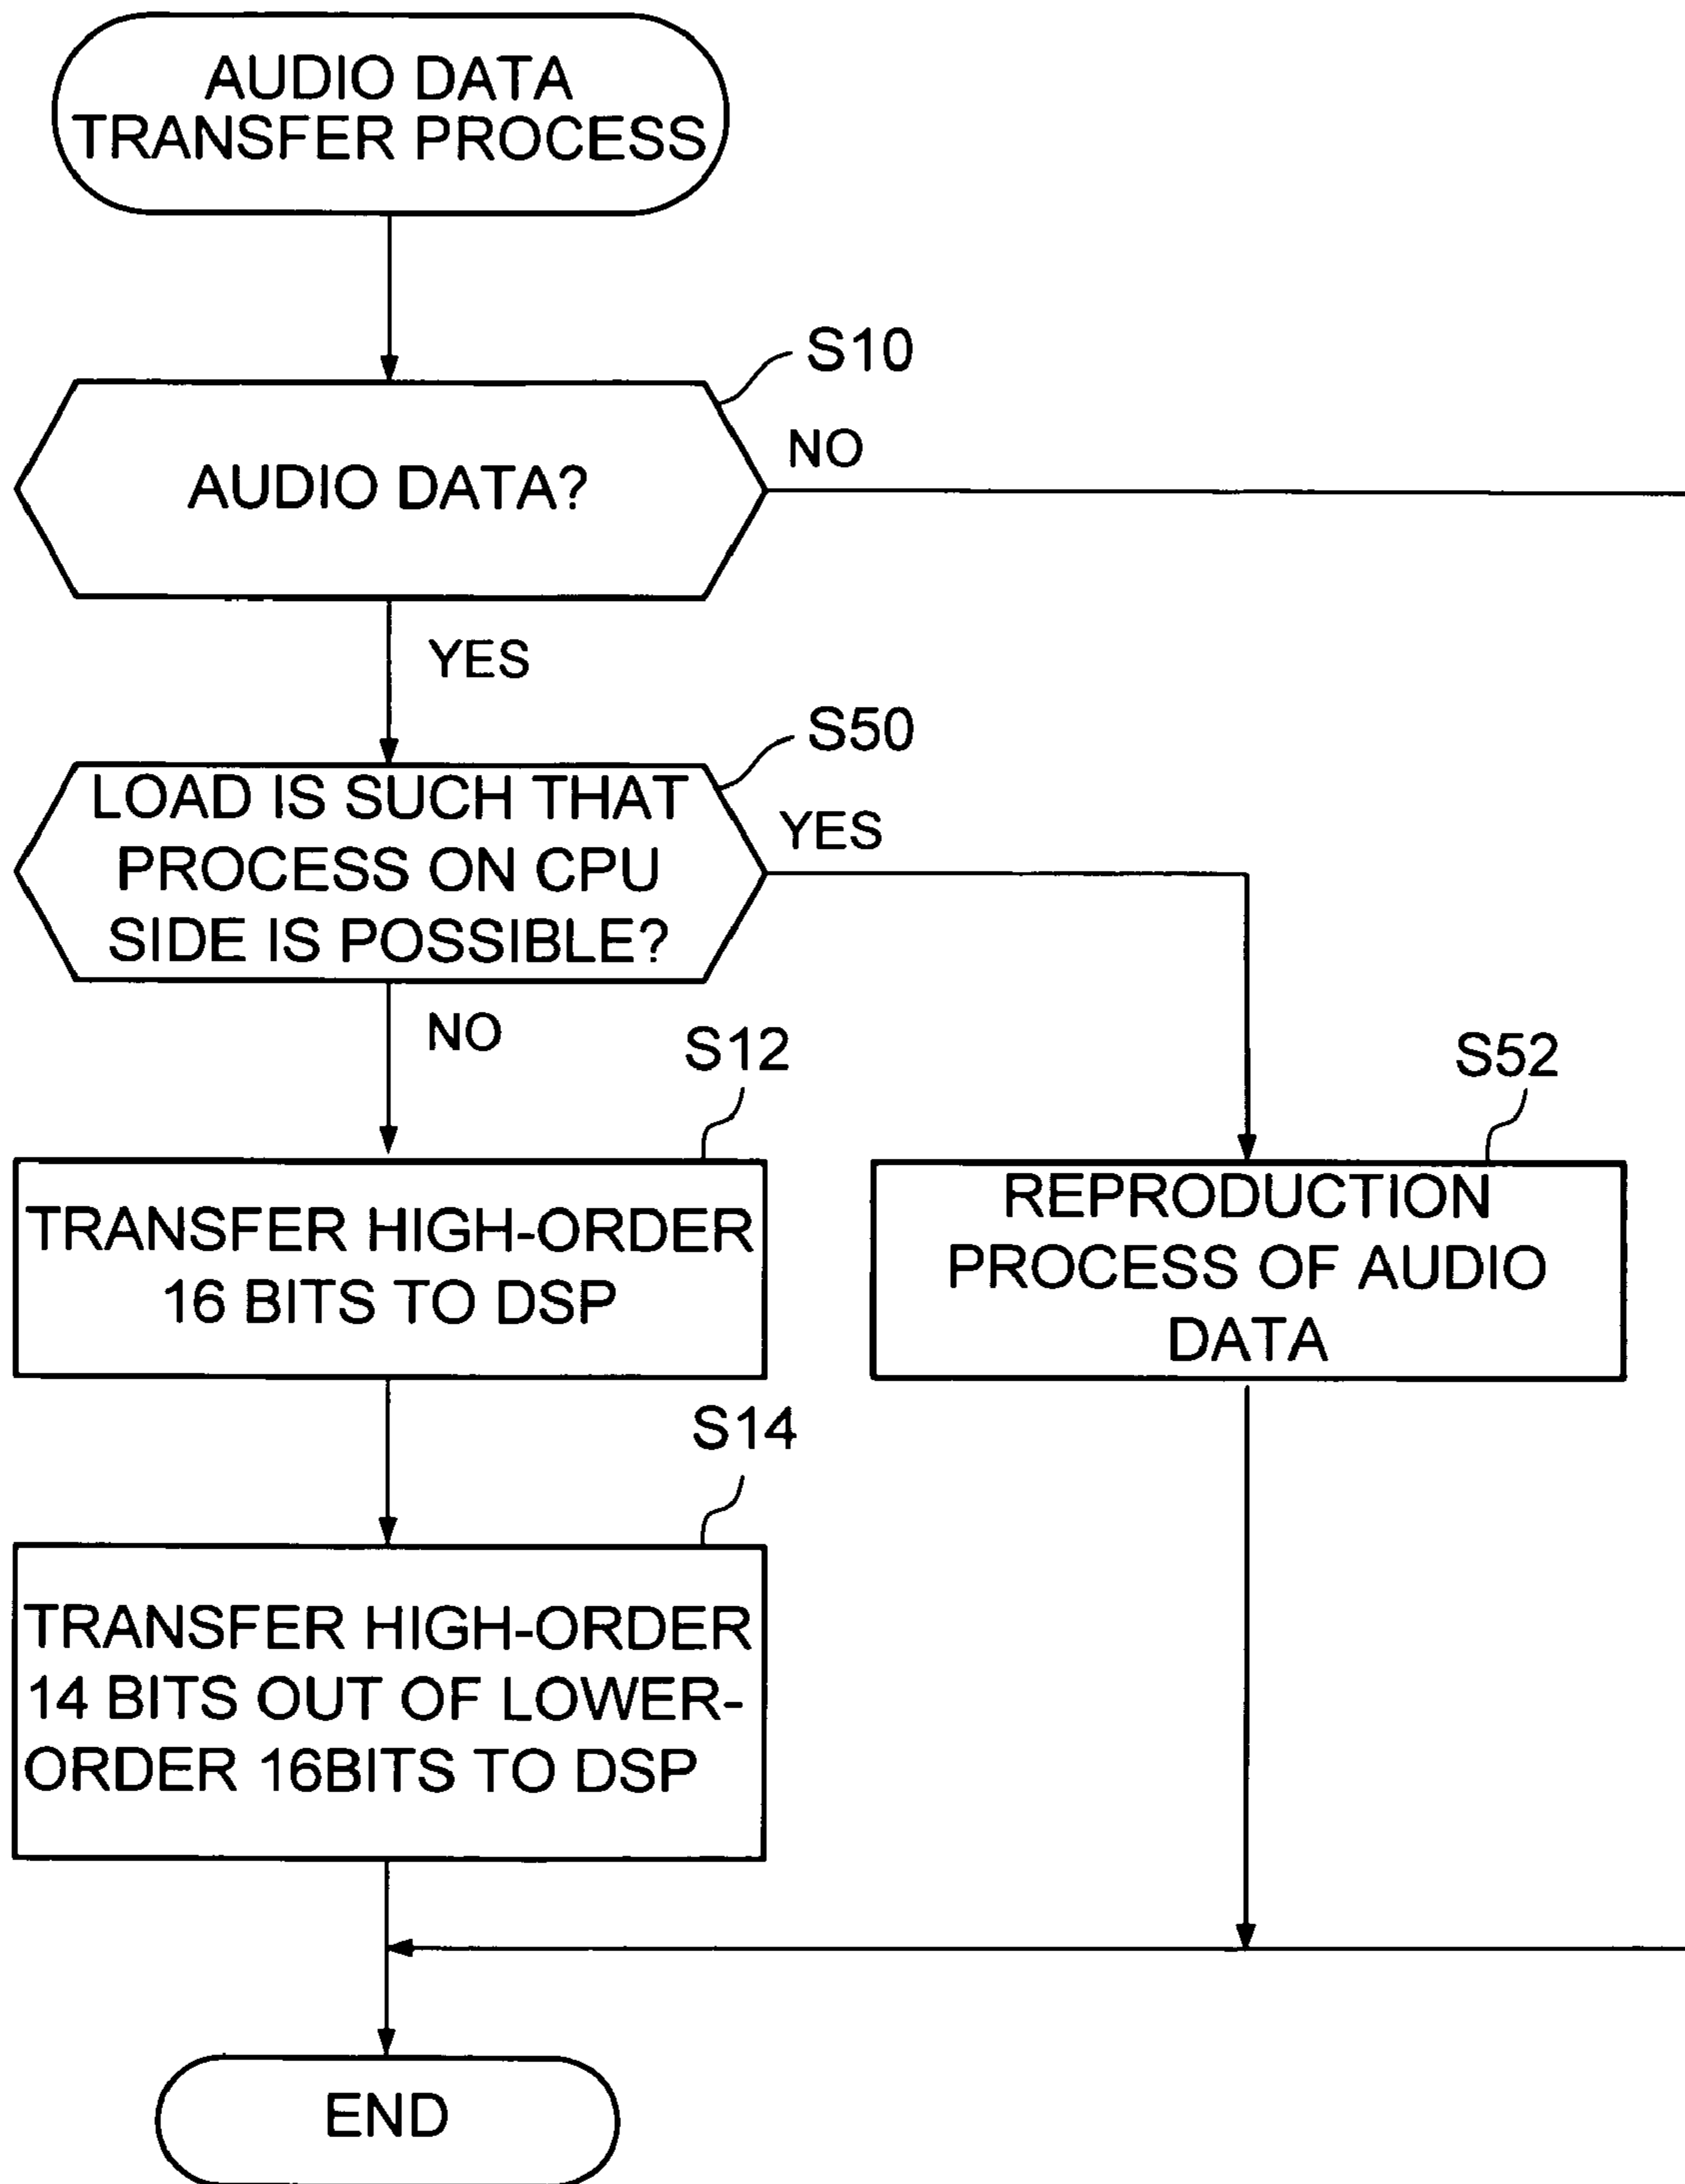 AUDIO DATA
TRANSFER PROCESS
S10
AUDIO DATA?
NO
YES
S50
LOAD IS SUCH THAT
PROCESS ON CPU
SIDE IS POSSIBLE?
YES
NO
S12
TRANSFER HIGH-ORDER
16 BITS TO DSP
S52
REPRODUCTION
PROCESS OF AUDIO
DATA
S14
TRANSFER HIGH-ORDER
14 BITS OUT OF LOWER-
ORDER 16BITS TO DSP
END